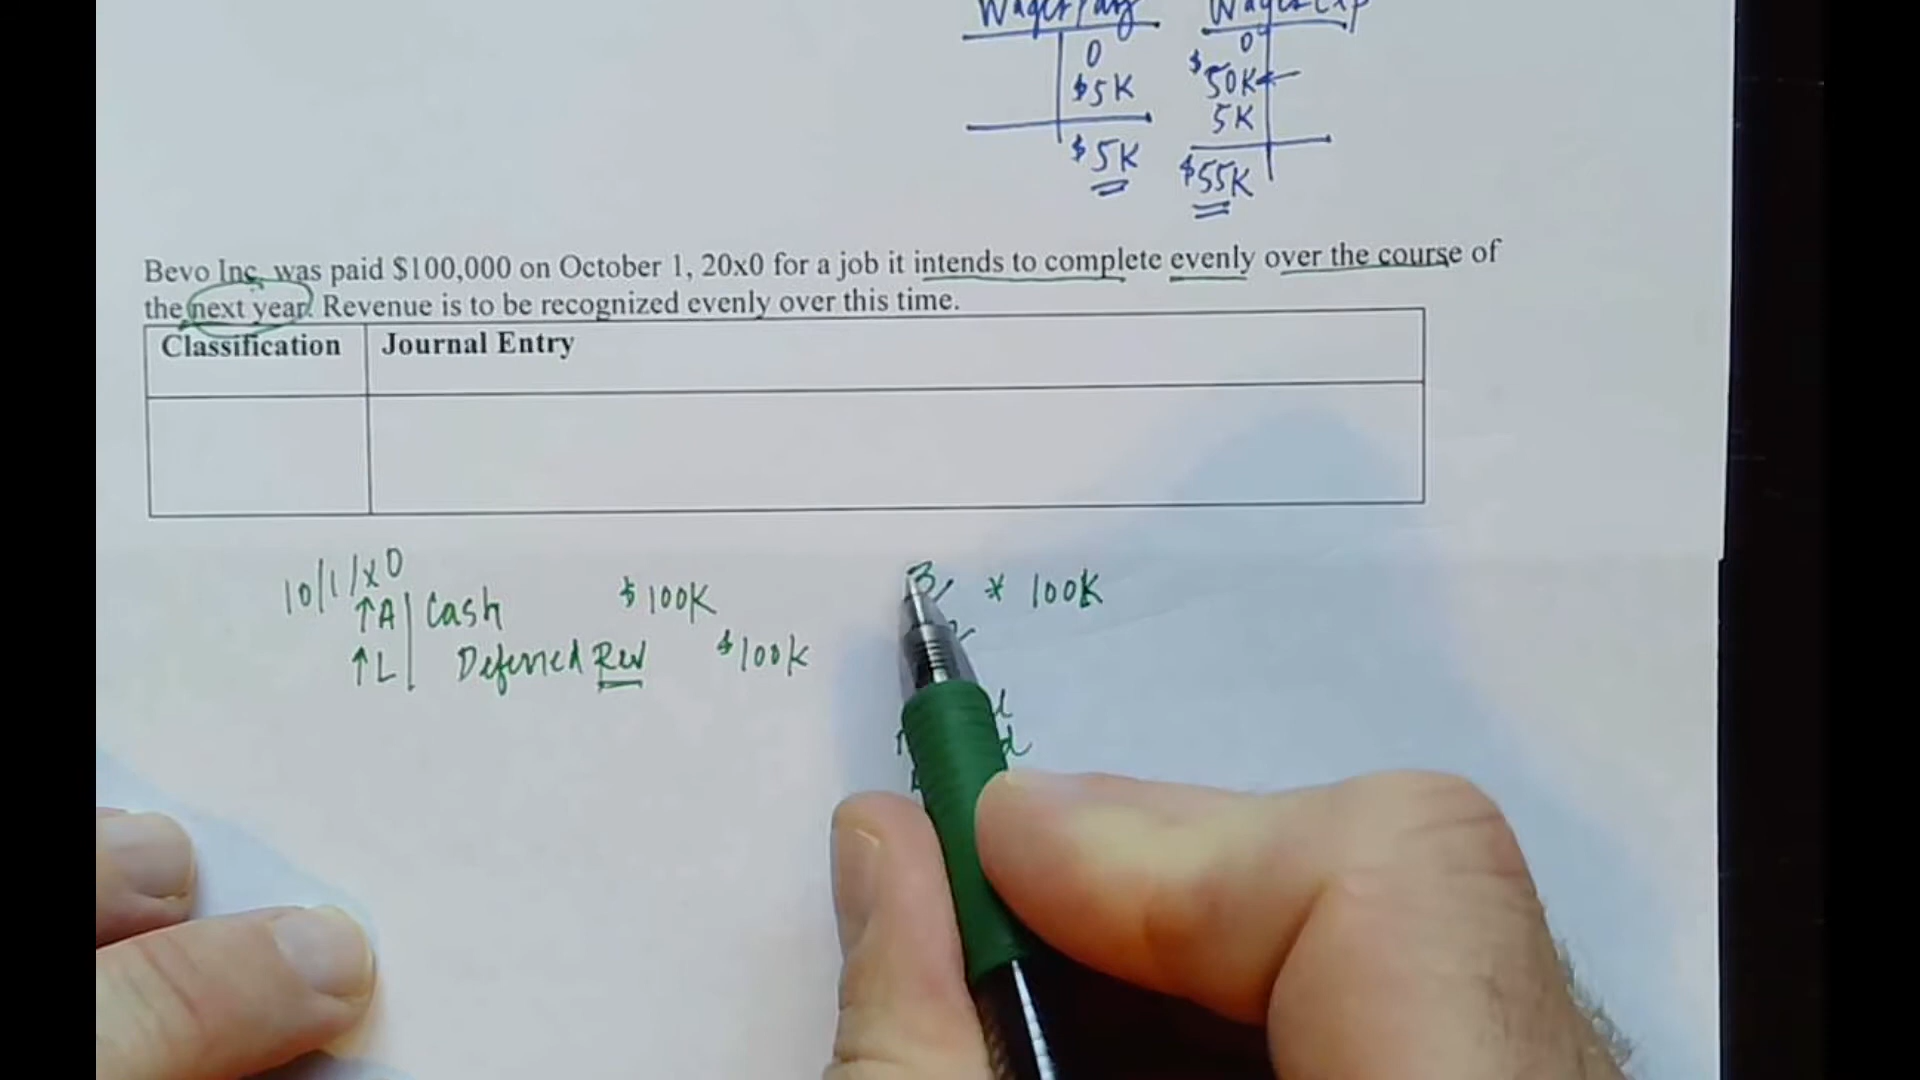 Wages Pay Wages Exp
0 0
$5K $50K
5K
$5K $55K
Bevo Inc. was paid $100,000 on October 1, 20x0 for a job it intends to complete evenly over the course of
the next year. Revenue is to be recognized evenly over this time.
Classification Journal Entry
10/1/x0
↑A Cash $100K 3/ * 100K
↑L Deferred Rev $100K